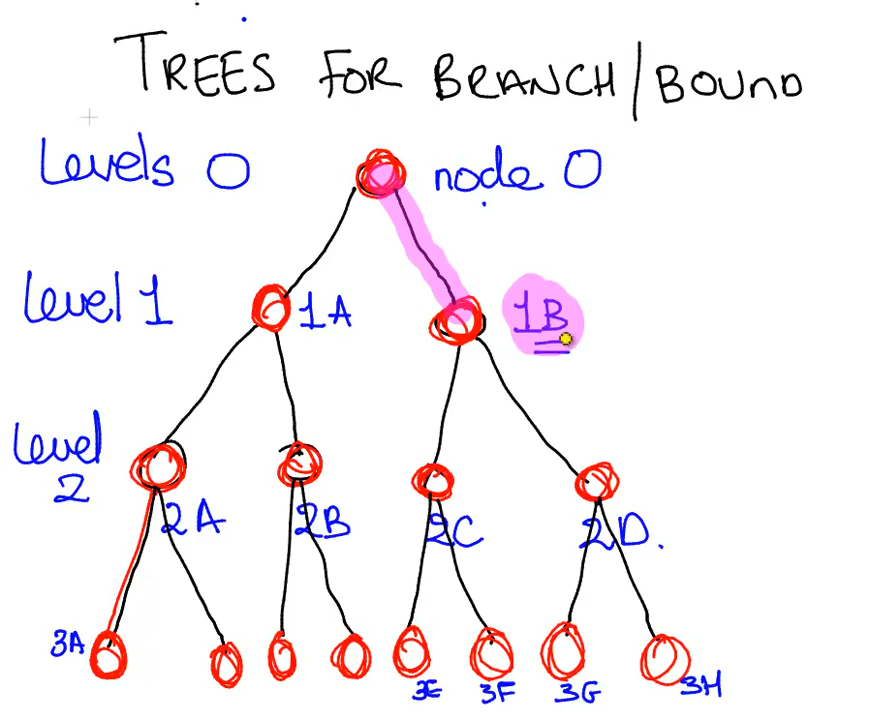 TREES FOR BRANCH/BOUND
Levels 0 node 0
Level 1 1A 1B
Level
2
2A 2B 2C 2D.
3A
3E 3F 3G 3H